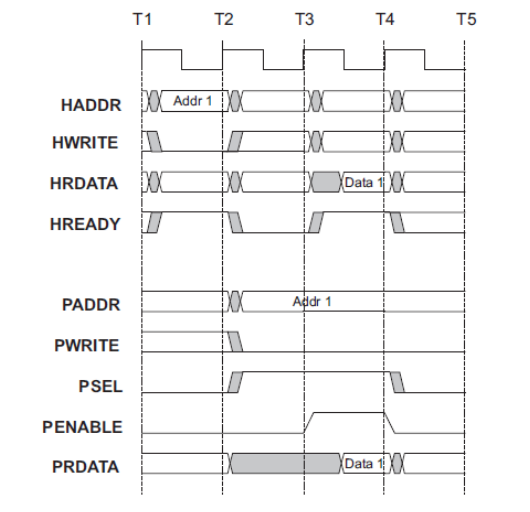 T1 T2 T3 T4 T5
HADDR Addr 1
HWRITE
HRDATA Data 1
HREADY
PADDR Addr 1
PWRITE
PSEL
PENABLE
PRDATA Data 1